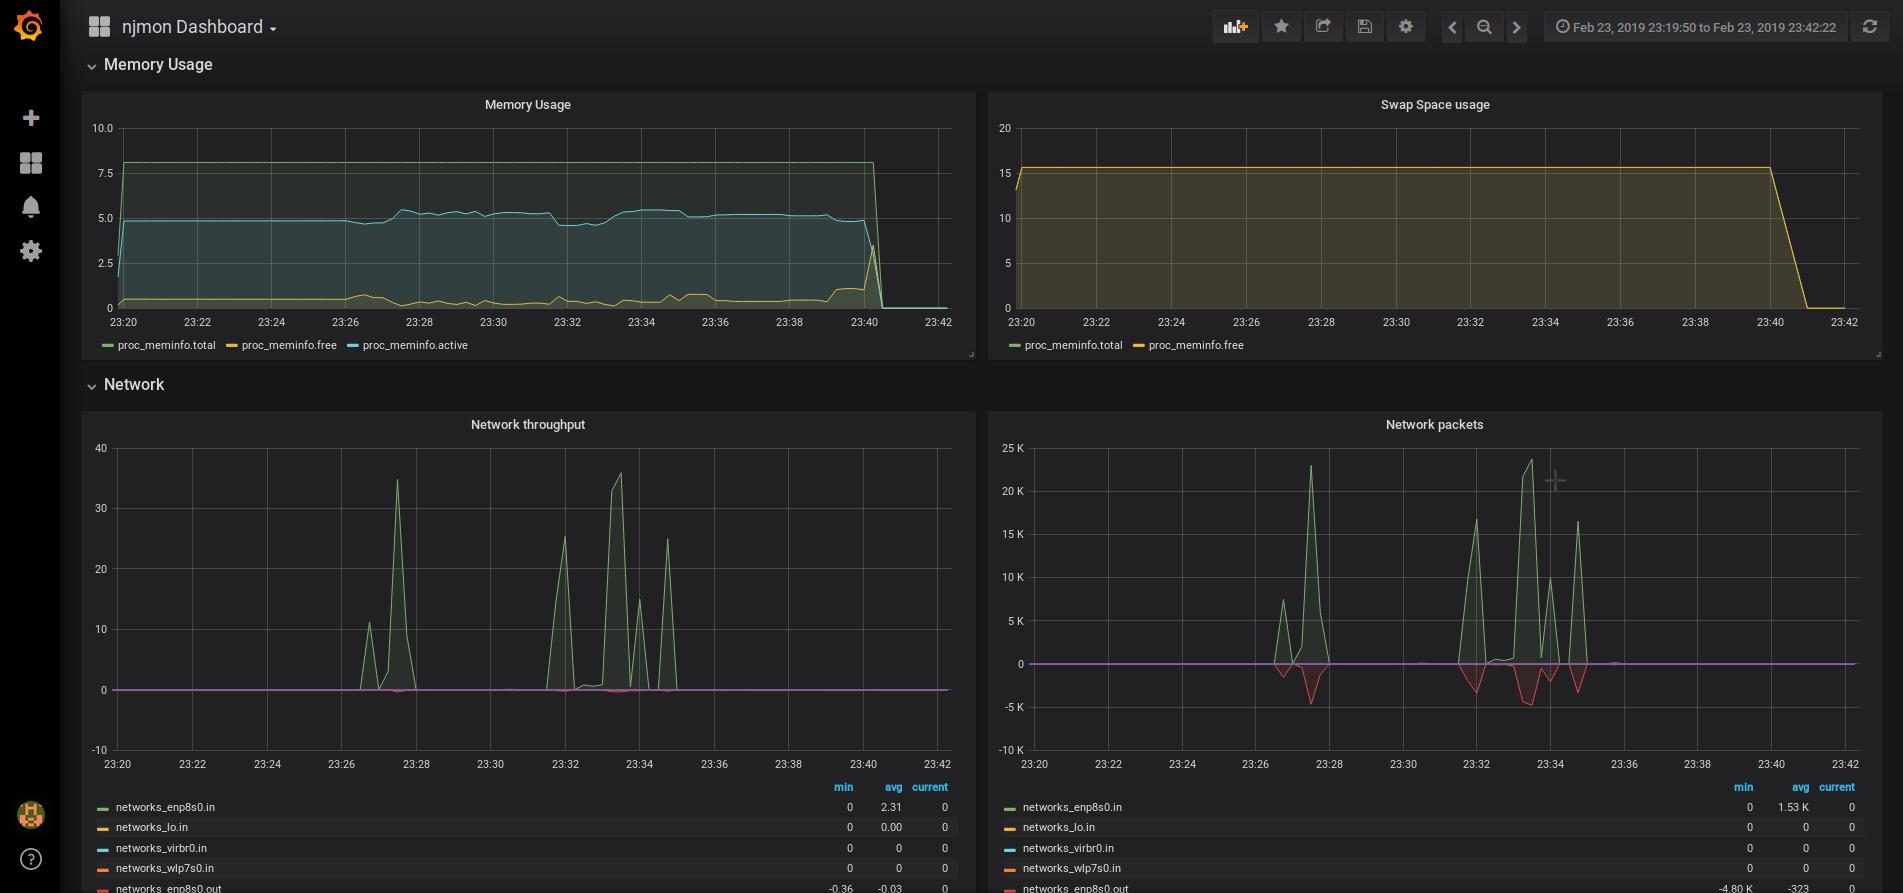 njmon Dashboard
Feb 23, 2019 23:19:50 to Feb 23, 2019 23:42:22
Memory Usage
Memory Usage
10.0
7.5
5.0
2.5
0
23:20 23:22 23:24 23:26 23:28 23:30 23:32 23:34 23:36 23:38 23:40 23:42
proc_meminfo.total proc_meminfo.free proc_meminfo.active
Swap Space usage
20
15
10
5
0
23:20 23:22 23:24 23:26 23:28 23:30 23:32 23:34 23:36 23:38 23:40 23:42
proc_meminfo.total proc_meminfo.free
Network
Network throughput
40
30
20
10
0
-10
23:20 23:22 23:24 23:26 23:28 23:30 23:32 23:34 23:36 23:38 23:40 23:42
min avg current
networks_enp8s0.in 0 2.31 0
networks_lo.in 0 0.00 0
networks_virbr0.in 0 0 0
networks_wlp7s0.in 0 0 0
networks_enp8s0.out -0.36 -0.03 0
Network packets
25 K
20 K
15 K
10 K
5 K
0
-5 K
-10 K
23:20 23:22 23:24 23:26 23:28 23:30 23:32 23:34 23:36 23:38 23:40 23:42
min avg current
networks_enp8s0.in 0 1.53 K 0
networks_lo.in 0 0 0
networks_virbr0.in 0 0 0
networks_wlp7s0.in 0 0 0
networks_enp8s0.out -4.80 K -323 0